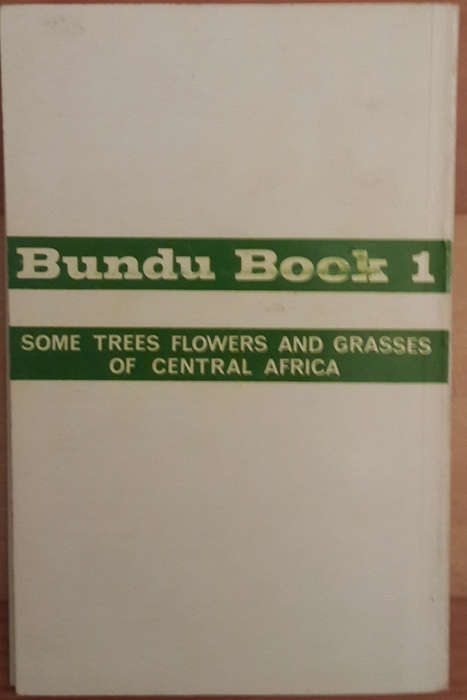 Bundu Book 1
SOME TREES FLOWERS AND GRASSES
OF CENTRAL AFRICA